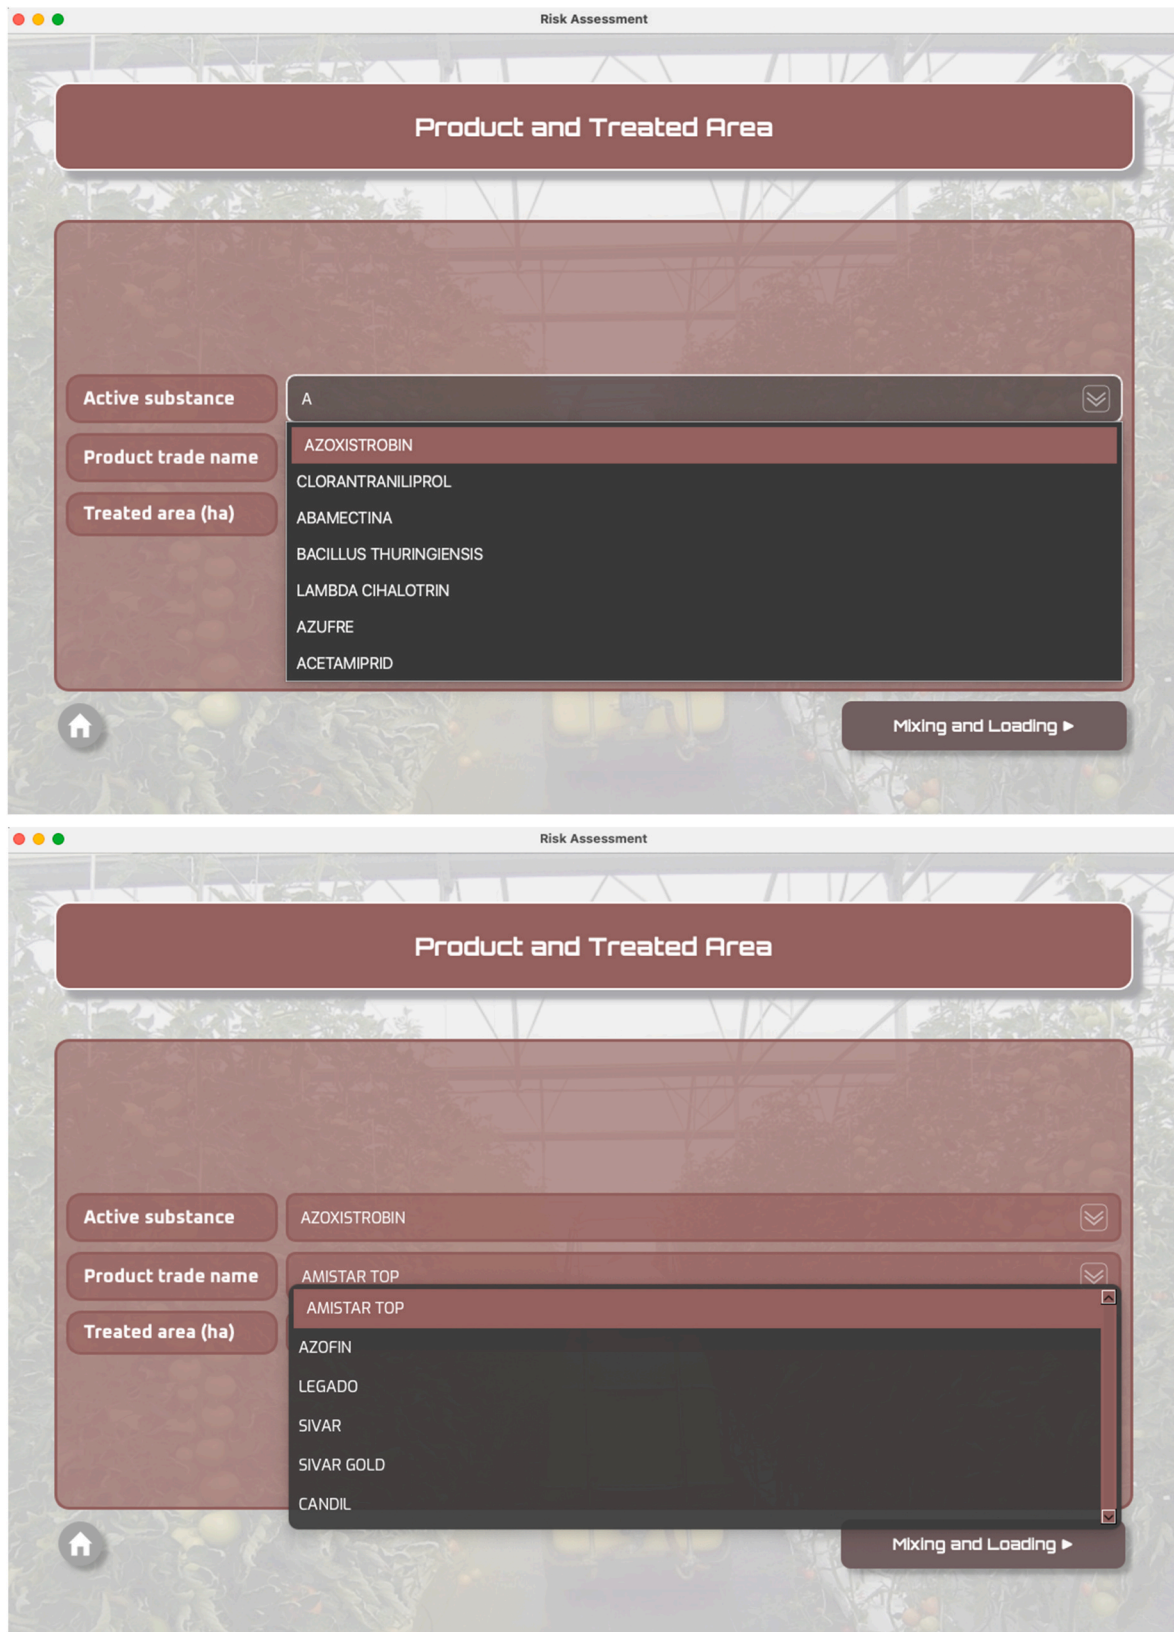 Risk Assessment
Product and Treated Area
Active substance
A
AZOXISTROBIN
Product trade name
CLORANTRANILIPROL
Treated area (ha)
ABAMECTINA
BACILLUS THURINGIENSIS
LAMBDA CIHALOTRIN
AZUFRE
ACETAMIPRID
Mixing and Loading ►
Risk Assessment
Product and Treated Area
Active substance
AZOXISTROBIN
Product trade name
AMISTAR TOP
AMISTAR TOP
Treated area (ha)
AZOFIN
LEGADO
SIVAR
SIVAR GOLD
CANDIL
Mixing and Loading ►